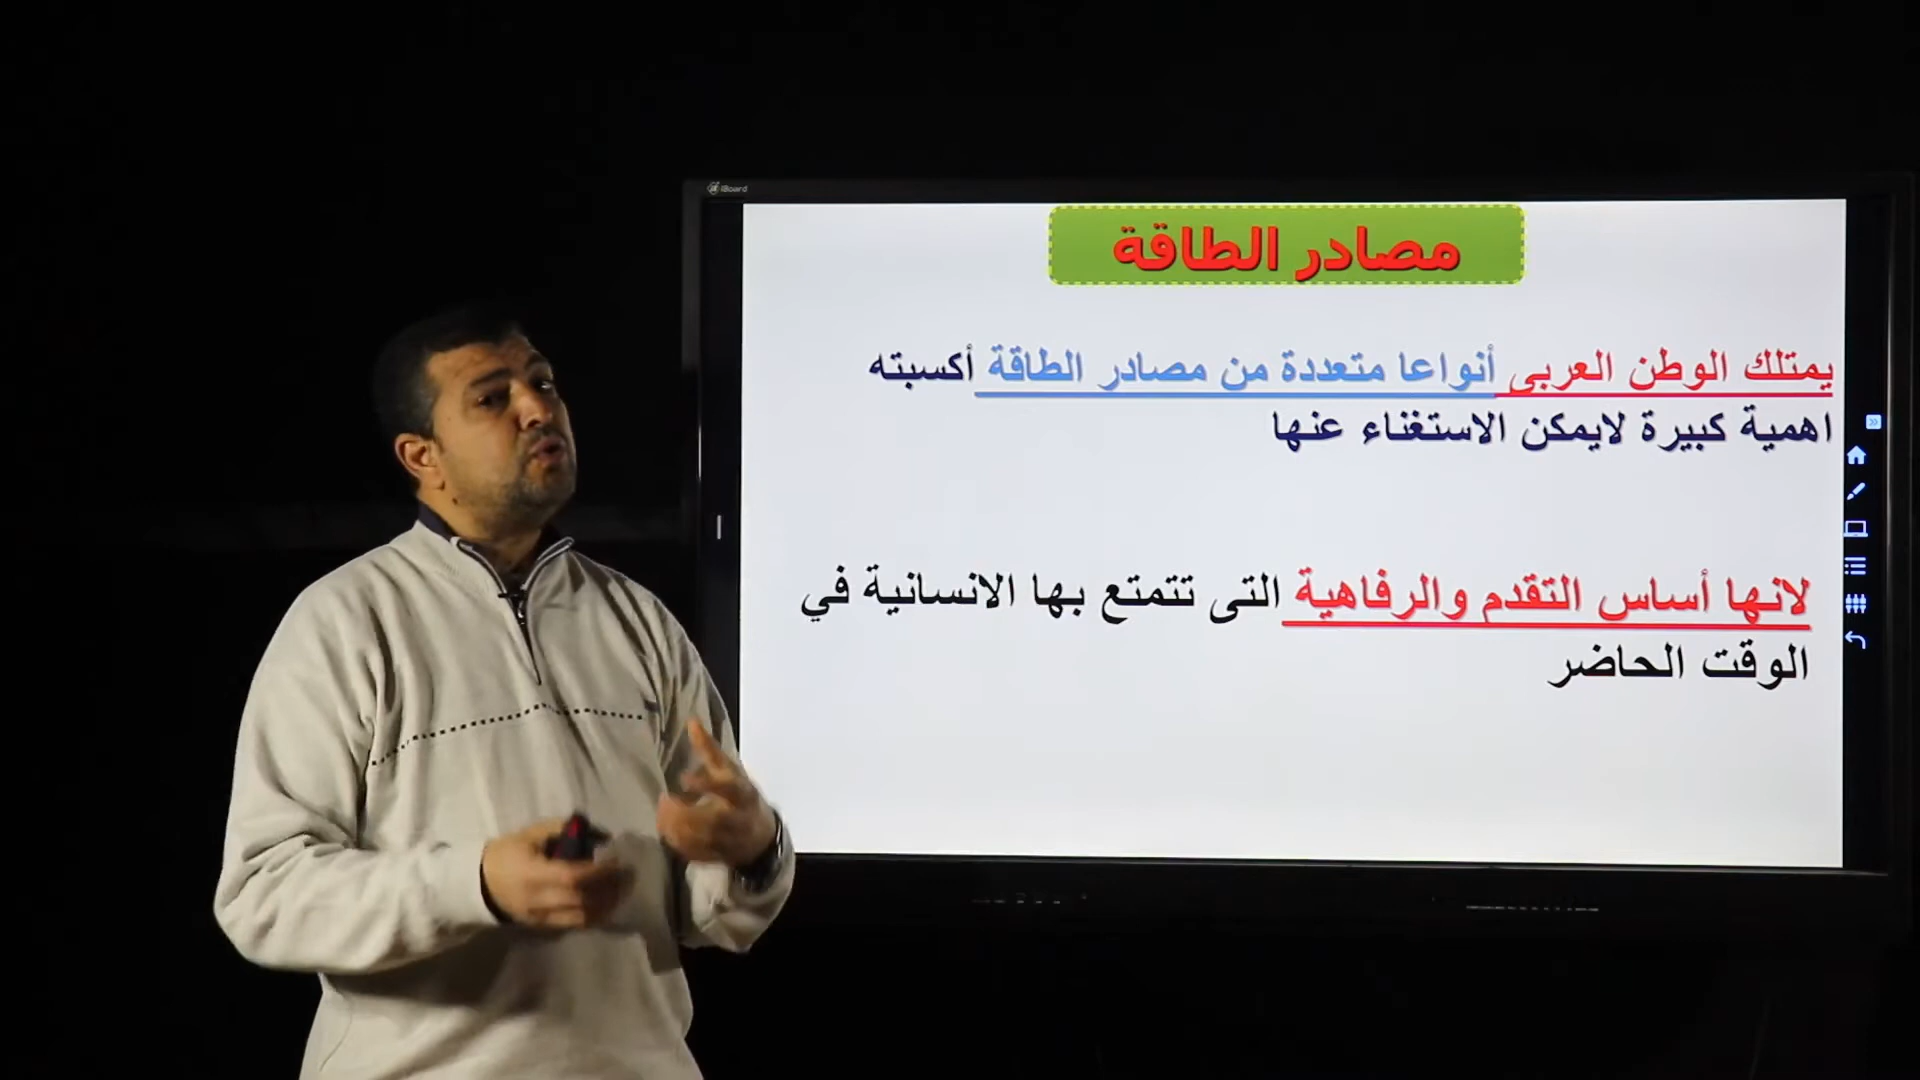 iBoard
مصادر الطاقة
يمتلك الوطن العربى أنواعا متعددة من مصادر الطاقة أكسبته
اهمية كبيرة لايمكن الاستغناء عنها
لانها أساس التقدم والرفاهية التى تتمتع بها الانسانية في
الوقت الحاضر